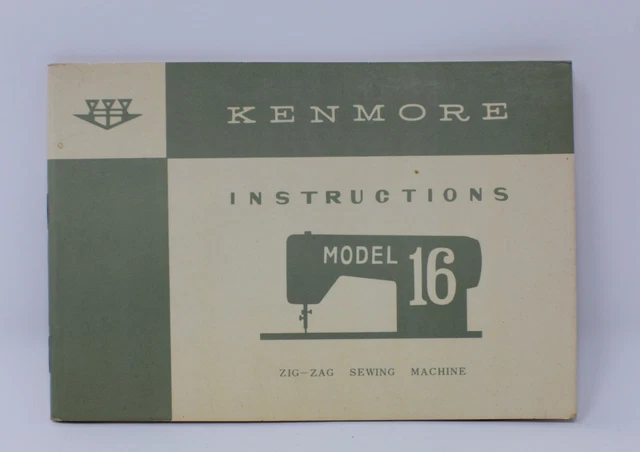 KENMORE
INSTRUCTIONS
MODEL 16
ZIG-ZAG SEWING MACHINE